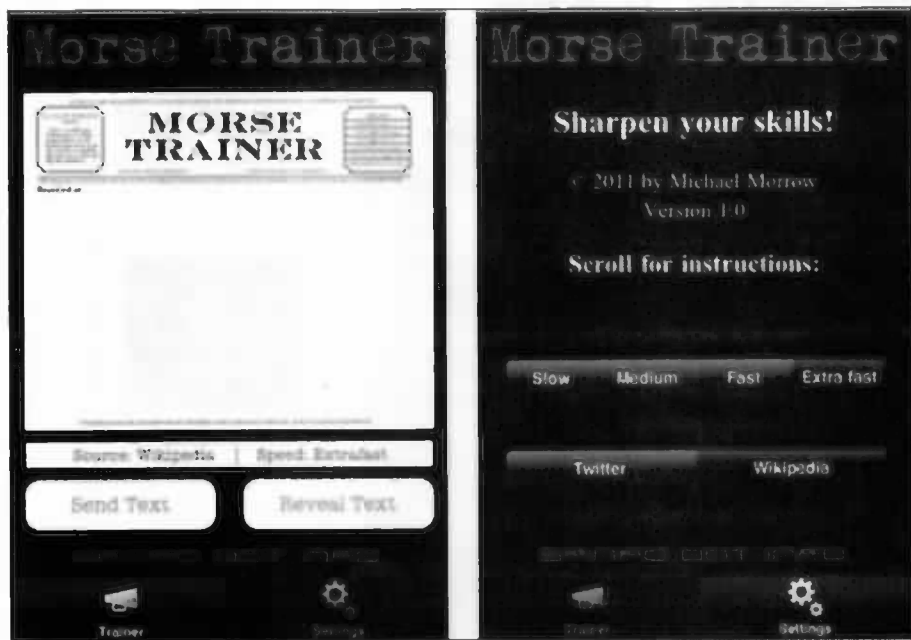 Morse Trainer
MORSE
TRAINER
Source: Wikipedia | Speed: Extrafast
Send Text
Reveal Text
Trainer
Settings
Morse Trainer
Sharpen your skills!
© 2011 by Michael Morrow
Version 1.0
Scroll for instructions:
Slow Medium Fast Extra fast
Twitter Wikipedia
Trainer
Settings